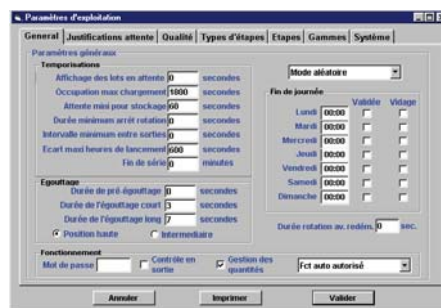 Paramètres d'exploitation
General Justifications attente Qualité Types d'étapes Etapes Gammes Système
Paramètres généraux
Temporisations
Affichage des lots en attente 0 secondes
Occupation max chargement 1800 secondes
Attente mini pour stockage 60 secondes
Durée minimum arrêt rotation 0 secondes
Intervalle minimum entre sorties 0 secondes
Ecart maxi heures de lancement 600 secondes
Fin de série 0 minutes
Mode aléatoire
Fin de journée
Validée Vidage
Lundi 00:00
Mardi 00:00
Mercredi 00:00
Jeudi 00:00
Vendredi 00:00
Samedi 00:00
Dimanche 00:00
Egouttage
Durée de pré-égouttage 0 secondes
Durée de l'égouttage court 3 secondes
Durée de l'égouttage long 7 secondes
Position haute Intermediaire
Durée rotation av. redém. 0 sec.
Fonctionnement
Mot de passe Contrôle en sortie Gestion des quantités Fct auto autorisé
Annuler Imprimer Valider